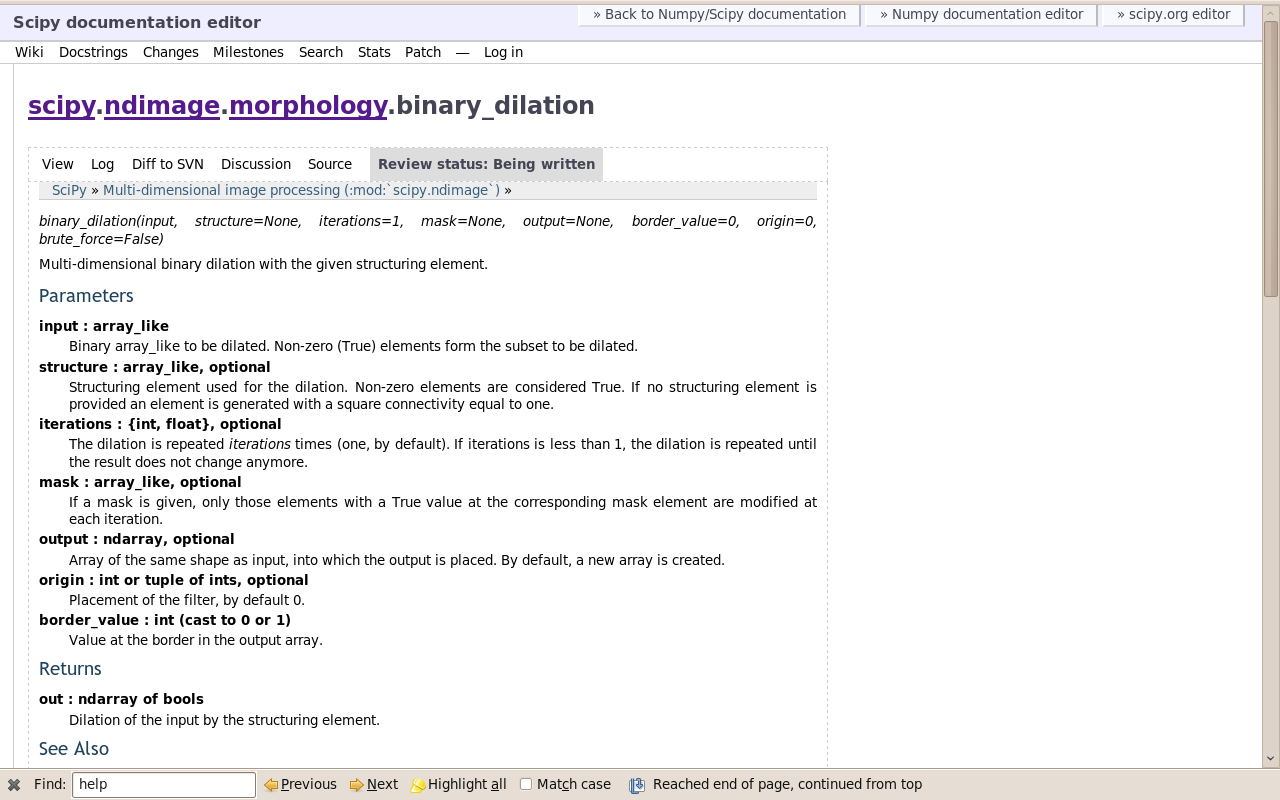 Scipy documentation editor
» Back to Numpy/Scipy documentation
» Numpy documentation editor
» scipy.org editor
Wiki Docstrings Changes Milestones Search Stats Patch — Log in
scipy.ndimage.morphology.binary_dilation
View Log Diff to SVN Discussion Source Review status: Being written
SciPy » Multi-dimensional image processing (:mod:`scipy.ndimage`) »
binary_dilation(input, structure=None, iterations=1, mask=None, output=None, border_value=0, origin=0,
brute_force=False)
Multi-dimensional binary dilation with the given structuring element.
Parameters
input : array_like
Binary array_like to be dilated. Non-zero (True) elements form the subset to be dilated.
structure : array_like, optional
Structuring element used for the dilation. Non-zero elements are considered True. If no structuring element is
provided an element is generated with a square connectivity equal to one.
iterations : {int, float}, optional
The dilation is repeated iterations times (one, by default). If iterations is less than 1, the dilation is repeated until
the result does not change anymore.
mask : array_like, optional
If a mask is given, only those elements with a True value at the corresponding mask element are modified at
each iteration.
output : ndarray, optional
Array of the same shape as input, into which the output is placed. By default, a new array is created.
origin : int or tuple of ints, optional
Placement of the filter, by default 0.
border_value : int (cast to 0 or 1)
Value at the border in the output array.
Returns
out : ndarray of bools
Dilation of the input by the structuring element.
See Also
Find: help Previous Next Highlight all Match case Reached end of page, continued from top